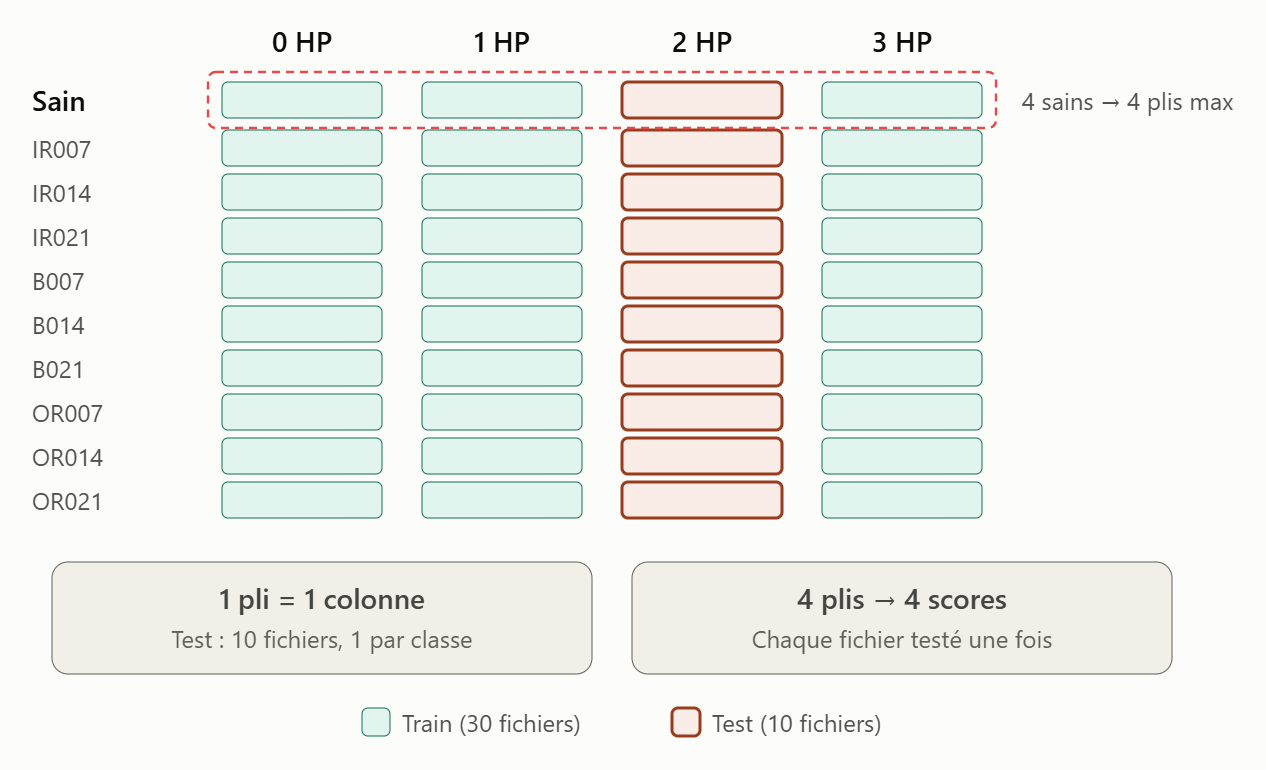 0 HP
1 HP
2 HP
3 HP
Sain
4 sains → 4 plis max
IR007
IR014
IR021
B007
B014
B021
OR007
OR014
OR021
1 pli = 1 colonne
Test : 10 fichiers, 1 par classe
4 plis → 4 scores
Chaque fichier testé une fois
Train (30 fichiers)
Test (10 fichiers)